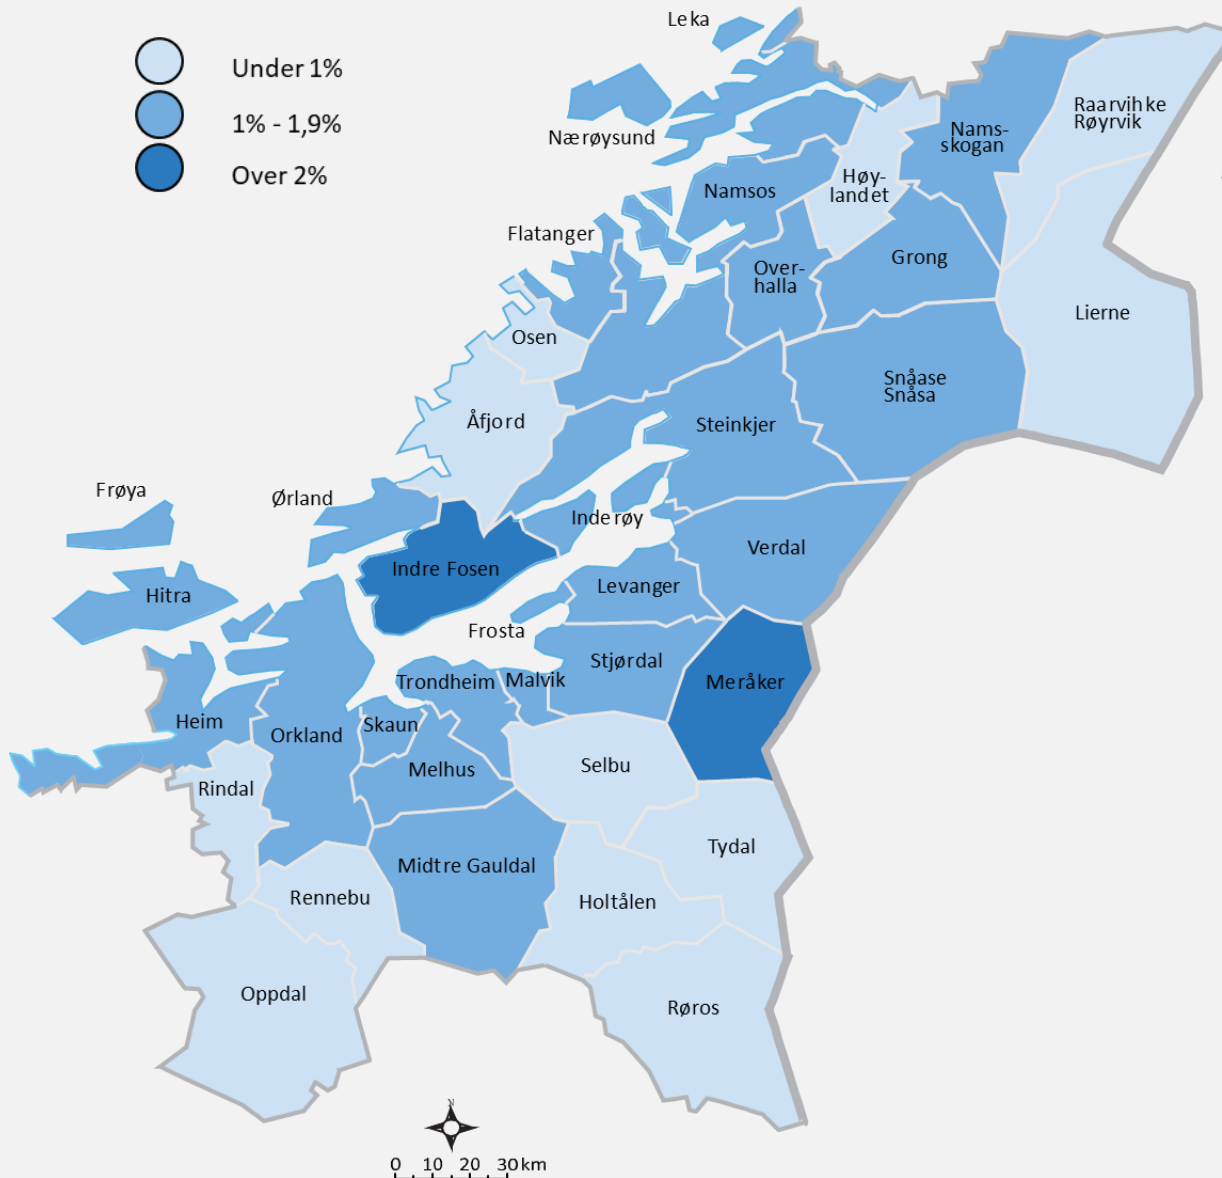 Leka
Under 1%
1% - 1,9%
Over 2%
Nærøysund
Raarvihke
Røyrvik
Nams-
skogan
Høy-
landet
Namsos
Flatanger
Grong
Over-
halla
Lierne
Osen
Snåase
Snåsa
Åfjord
Steinkjer
Frøya
Ørland
Inderøy
Verdal
Indre Fosen
Levanger
Hitra
Frosta
Stjørdal
Trondheim
Malvik
Meråker
Heim
Orkland
Skaun
Melhus
Selbu
Rindal
Tydal
Midtre Gauldal
Rennebu
Holtålen
Oppdal
Røros
N
0 10 20 30 km